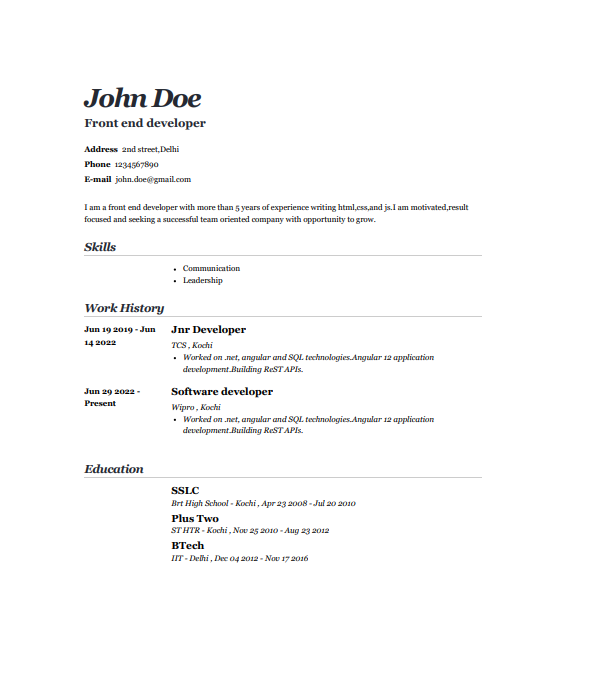 John Doe
Front end developer
Address 2nd street,Delhi
Phone 1234567890
E-mail john.doe@gmail.com
I am a front end developer with more than 5 years of experience writing html,css,and js.I am motivated,result
focused and seeking a successful team oriented company with opportunity to grow.
Skills
• Communication
• Leadership
Work History
Jun 19 2019 - Jun
14 2022
Jnr Developer
TCS , Kochi
• Worked on .net, angular and SQL technologies.Angular 12 application
development.Building ReST APIs.
Jun 29 2022 -
Present
Software developer
Wipro , Kochi
• Worked on .net, angular and SQL technologies.Angular 12 application
development.Building ReST APIs.
Education
SSLC
Brt High School - Kochi , Apr 23 2008 - Jul 20 2010
Plus Two
ST HTR - Kochi , Nov 25 2010 - Aug 23 2012
BTech
IIT - Delhi , Dec 04 2012 - Nov 17 2016